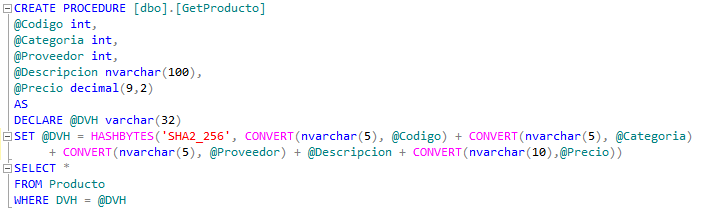 CREATE PROCEDURE [dbo].[GetProducto]
@Codigo int,
@Categoria int,
@Proveedor int,
@Descripcion nvarchar(100),
@Precio decimal(9,2)
AS
DECLARE @DVH varchar(32)
SET @DVH = HASHBYTES('SHA2_256', CONVERT(nvarchar(5), @Codigo) + CONVERT(nvarchar(5), @Categoria)
+ CONVERT(nvarchar(5), @Proveedor) + @Descripcion + CONVERT(nvarchar(10),@Precio))
SELECT *
FROM Producto
WHERE DVH = @DVH